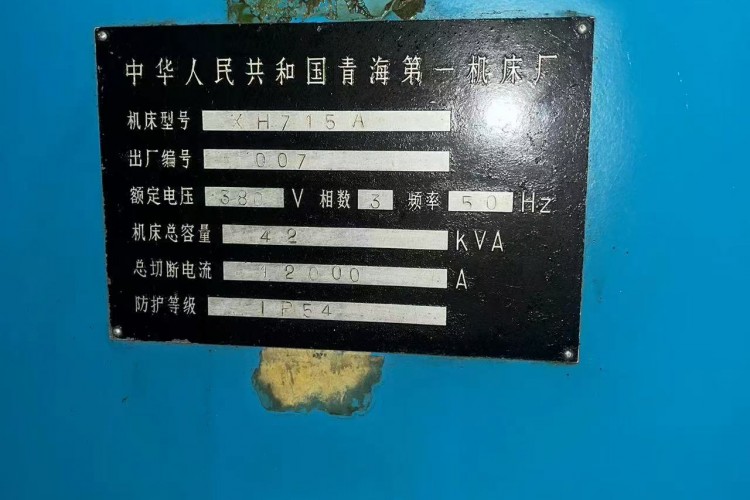 中华人民共和国青海第一机床厂
机床型号 XH715A
出厂编号 007
额定电压 380 V 相数 3 频率 50 Hz
机床总容量 42 KVA
总切断电流 12000 A
防护等级 IP54